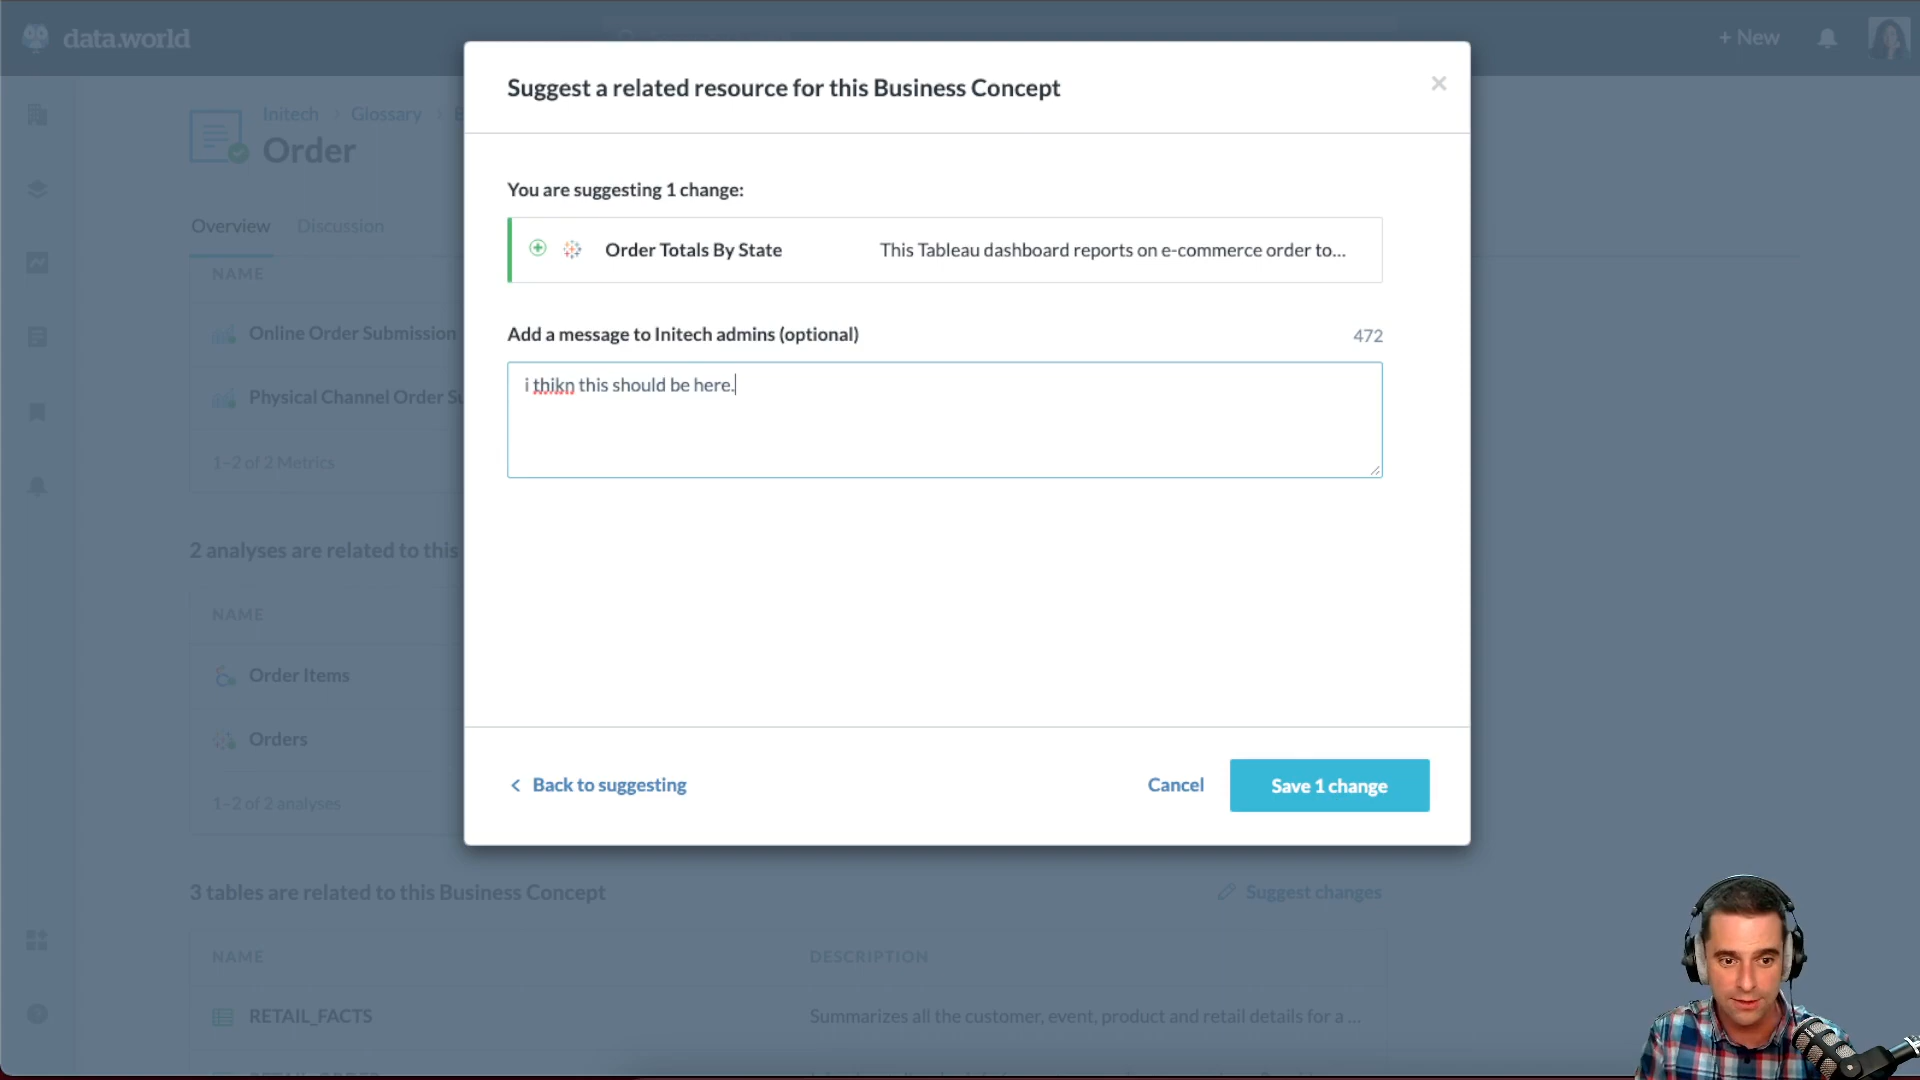 data.world
+ New
Suggest a related resource for this Business Concept
Initech > Glossary >
Order
You are suggesting 1 change:
Overview
Discussion
Order Totals By State
This Tableau dashboard reports on e-commerce order to...
NAME
Online Order Submission
Add a message to Initech admins (optional)
472
i thikn this should be here.
Physical Channel Order Su
1-2 of 2 Metrics
2 analyses are related to this
NAME
Order Items
Orders
1-2 of 2 analyses
< Back to suggesting
Cancel
Save 1 change
3 tables are related to this Business Concept
Suggest changes
NAME
DESCRIPTION
RETAIL_FACTS
Summarizes all the customer, event, product and retail details for a ...